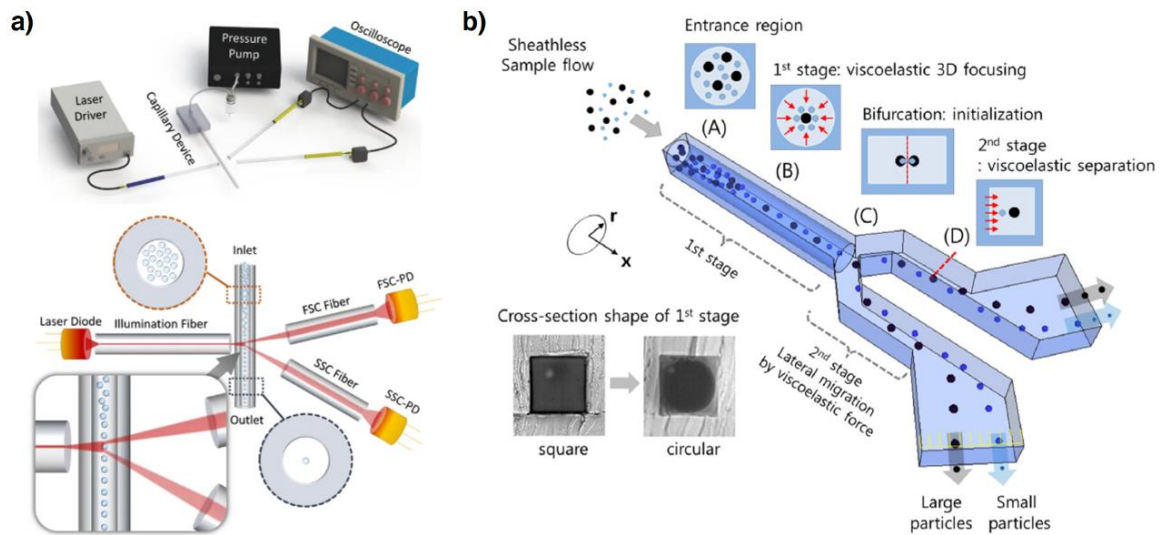 a)
Pressure
Pump
Oscilloscope
Laser
Driver
Capillary Device
Inlet
Laser Diode
Illumination Fiber
FSC Fiber
FSC-PD
SSC Fiber
SSC-PD
Outlet
b)
Entrance region
Sheathless
Sample flow
1st stage: viscoelastic 3D focusing
Bifurcation: initialization
2nd stage
: viscoelastic separation
(A)
(B)
(C)
(D)
r
x
1st stage
2nd stage
Lateral migration
by viscoelastic force
Cross-section shape of 1st stage
square
circular
Large
particles
Small
particles